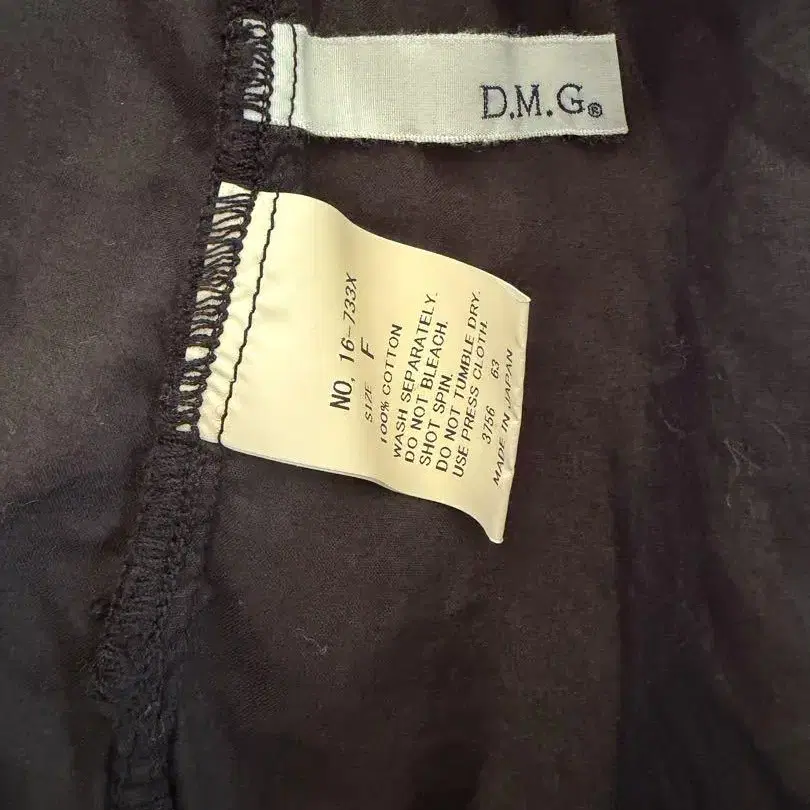 D.M.G®
NO, 16-733X
SIZE F
100% COTTON
WASH SEPARATELY.
DO NOT BLEACH.
SHOT SPIN.
DO NOT TUMBLE DRY.
USE PRESS CLOTH.
3756 63
MADE IN JAPAN